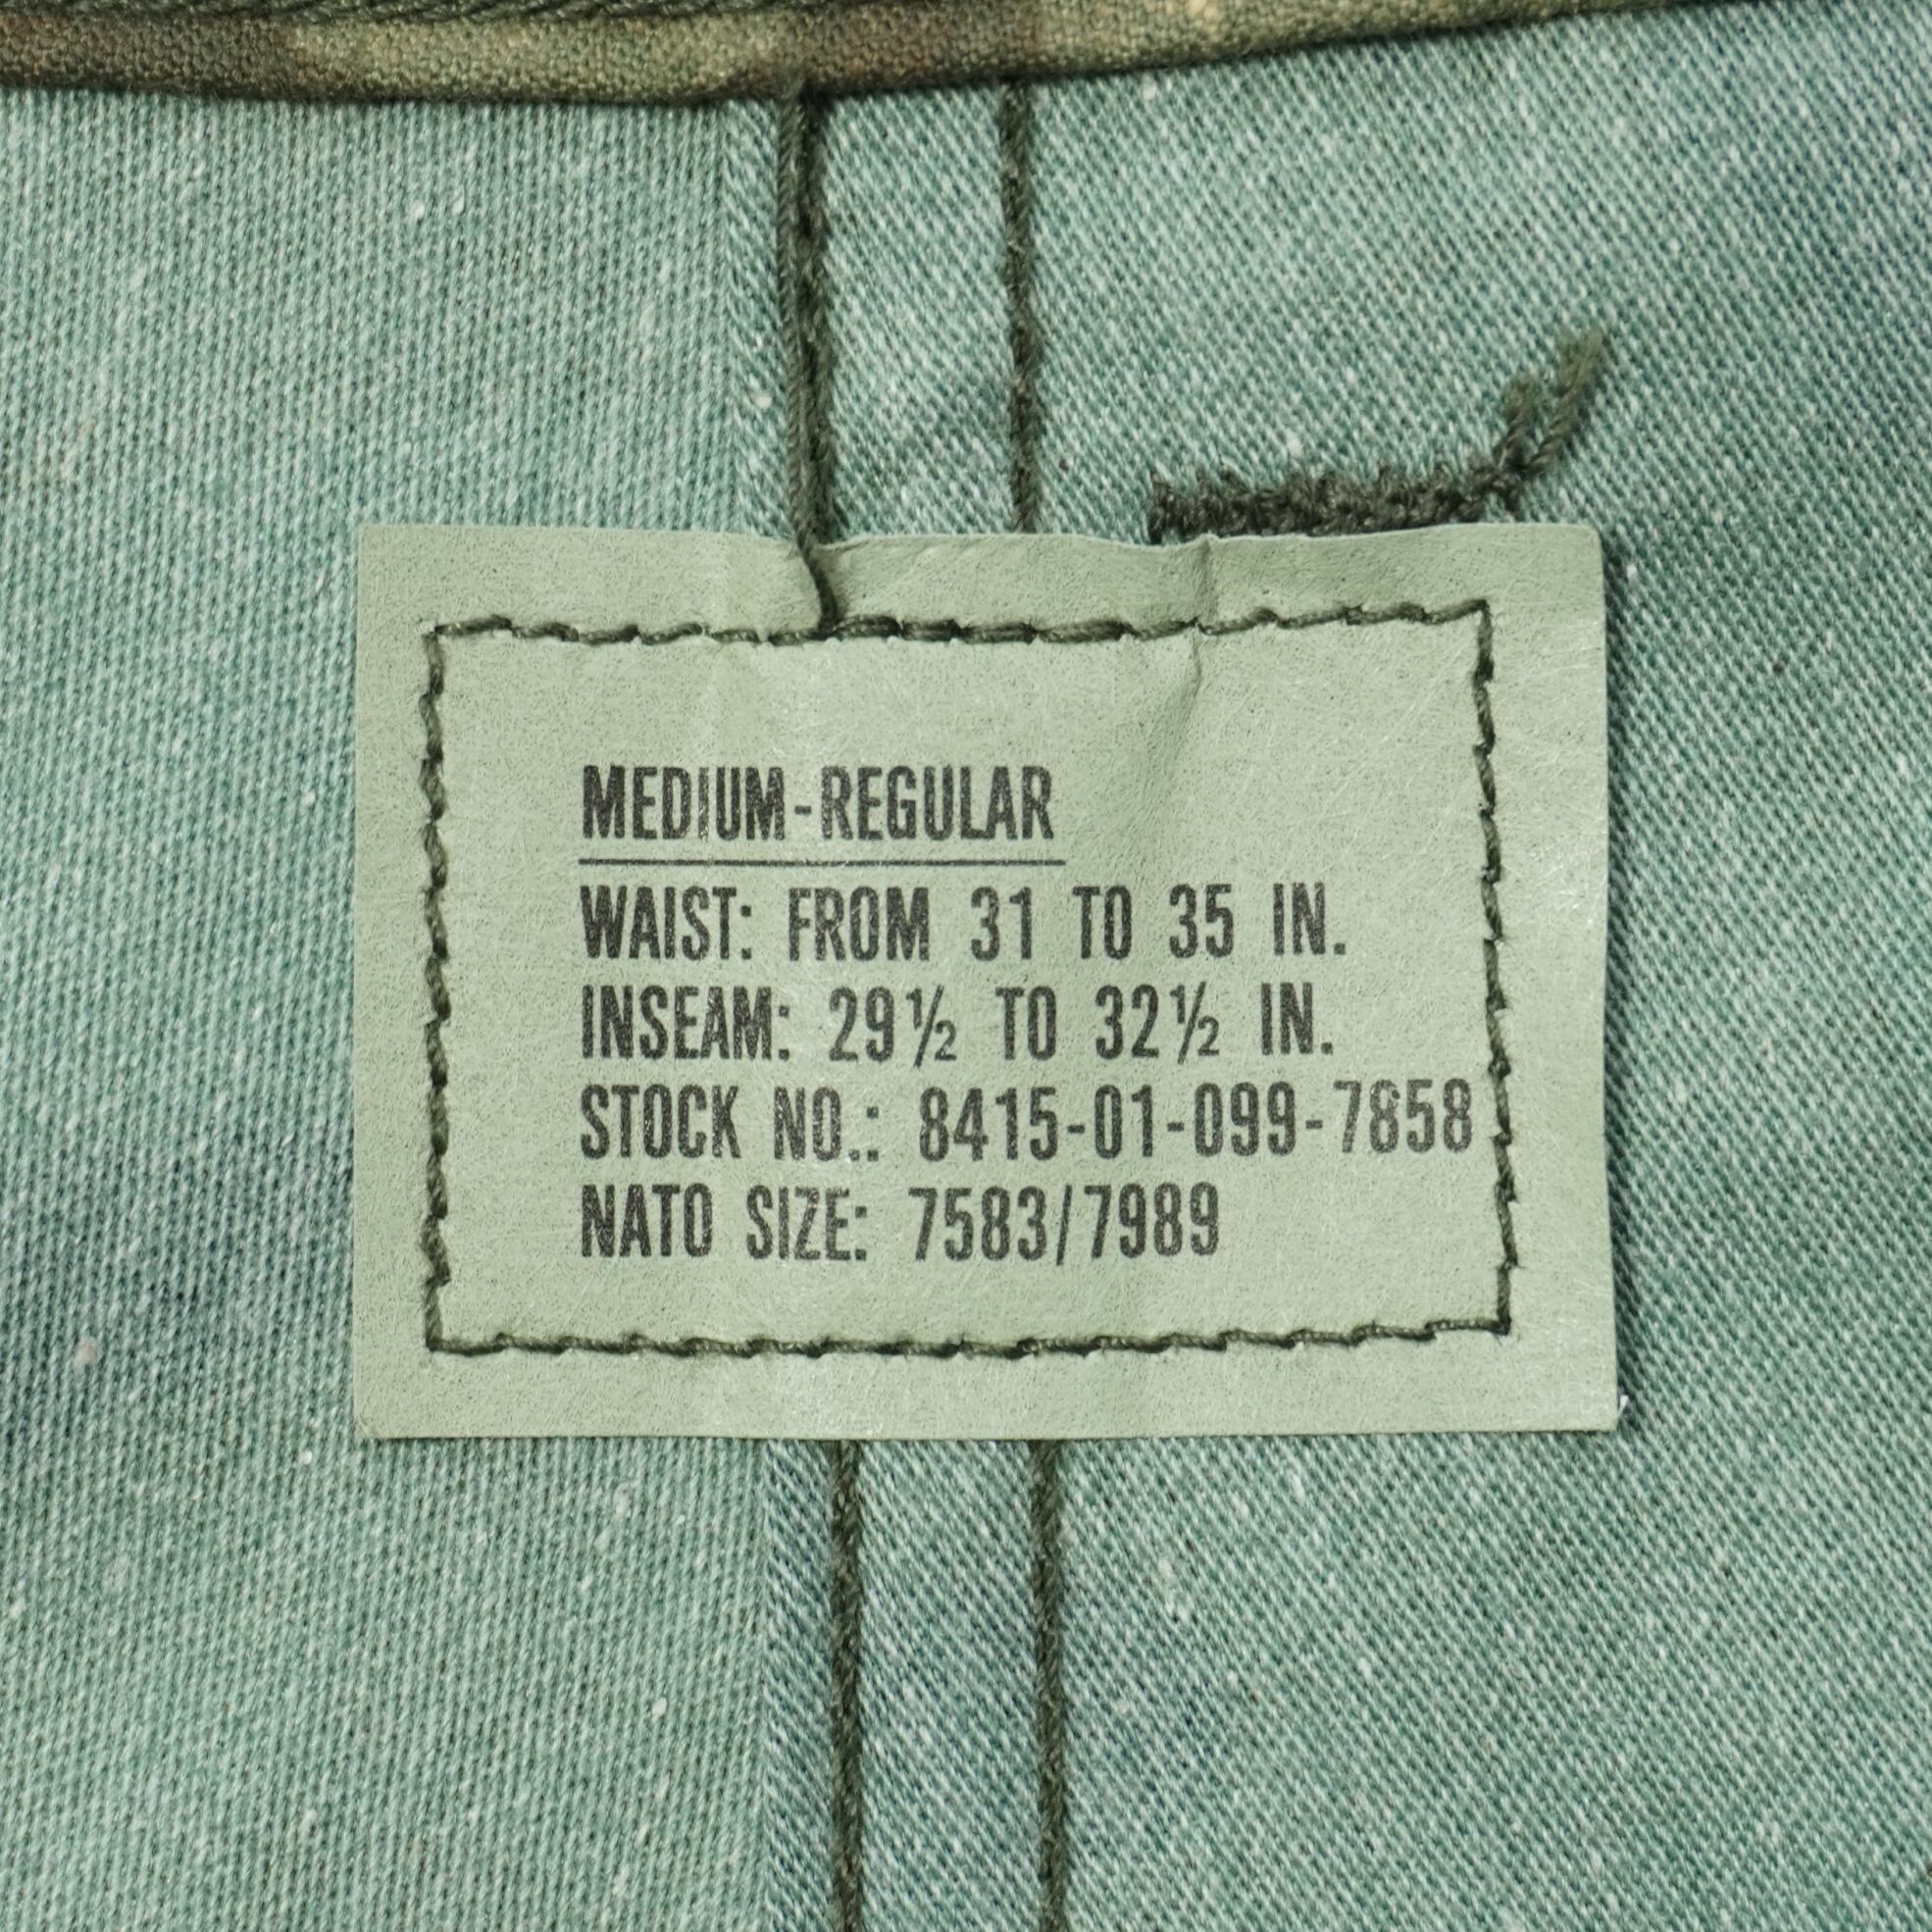 MEDIUM-REGULAR
WAIST: FROM 31 TO 35 IN.
INSEAM: 29½ TO 32½ IN.
STOCK NO.: 8415-01-099-7858
NATO SIZE: 7583/7989